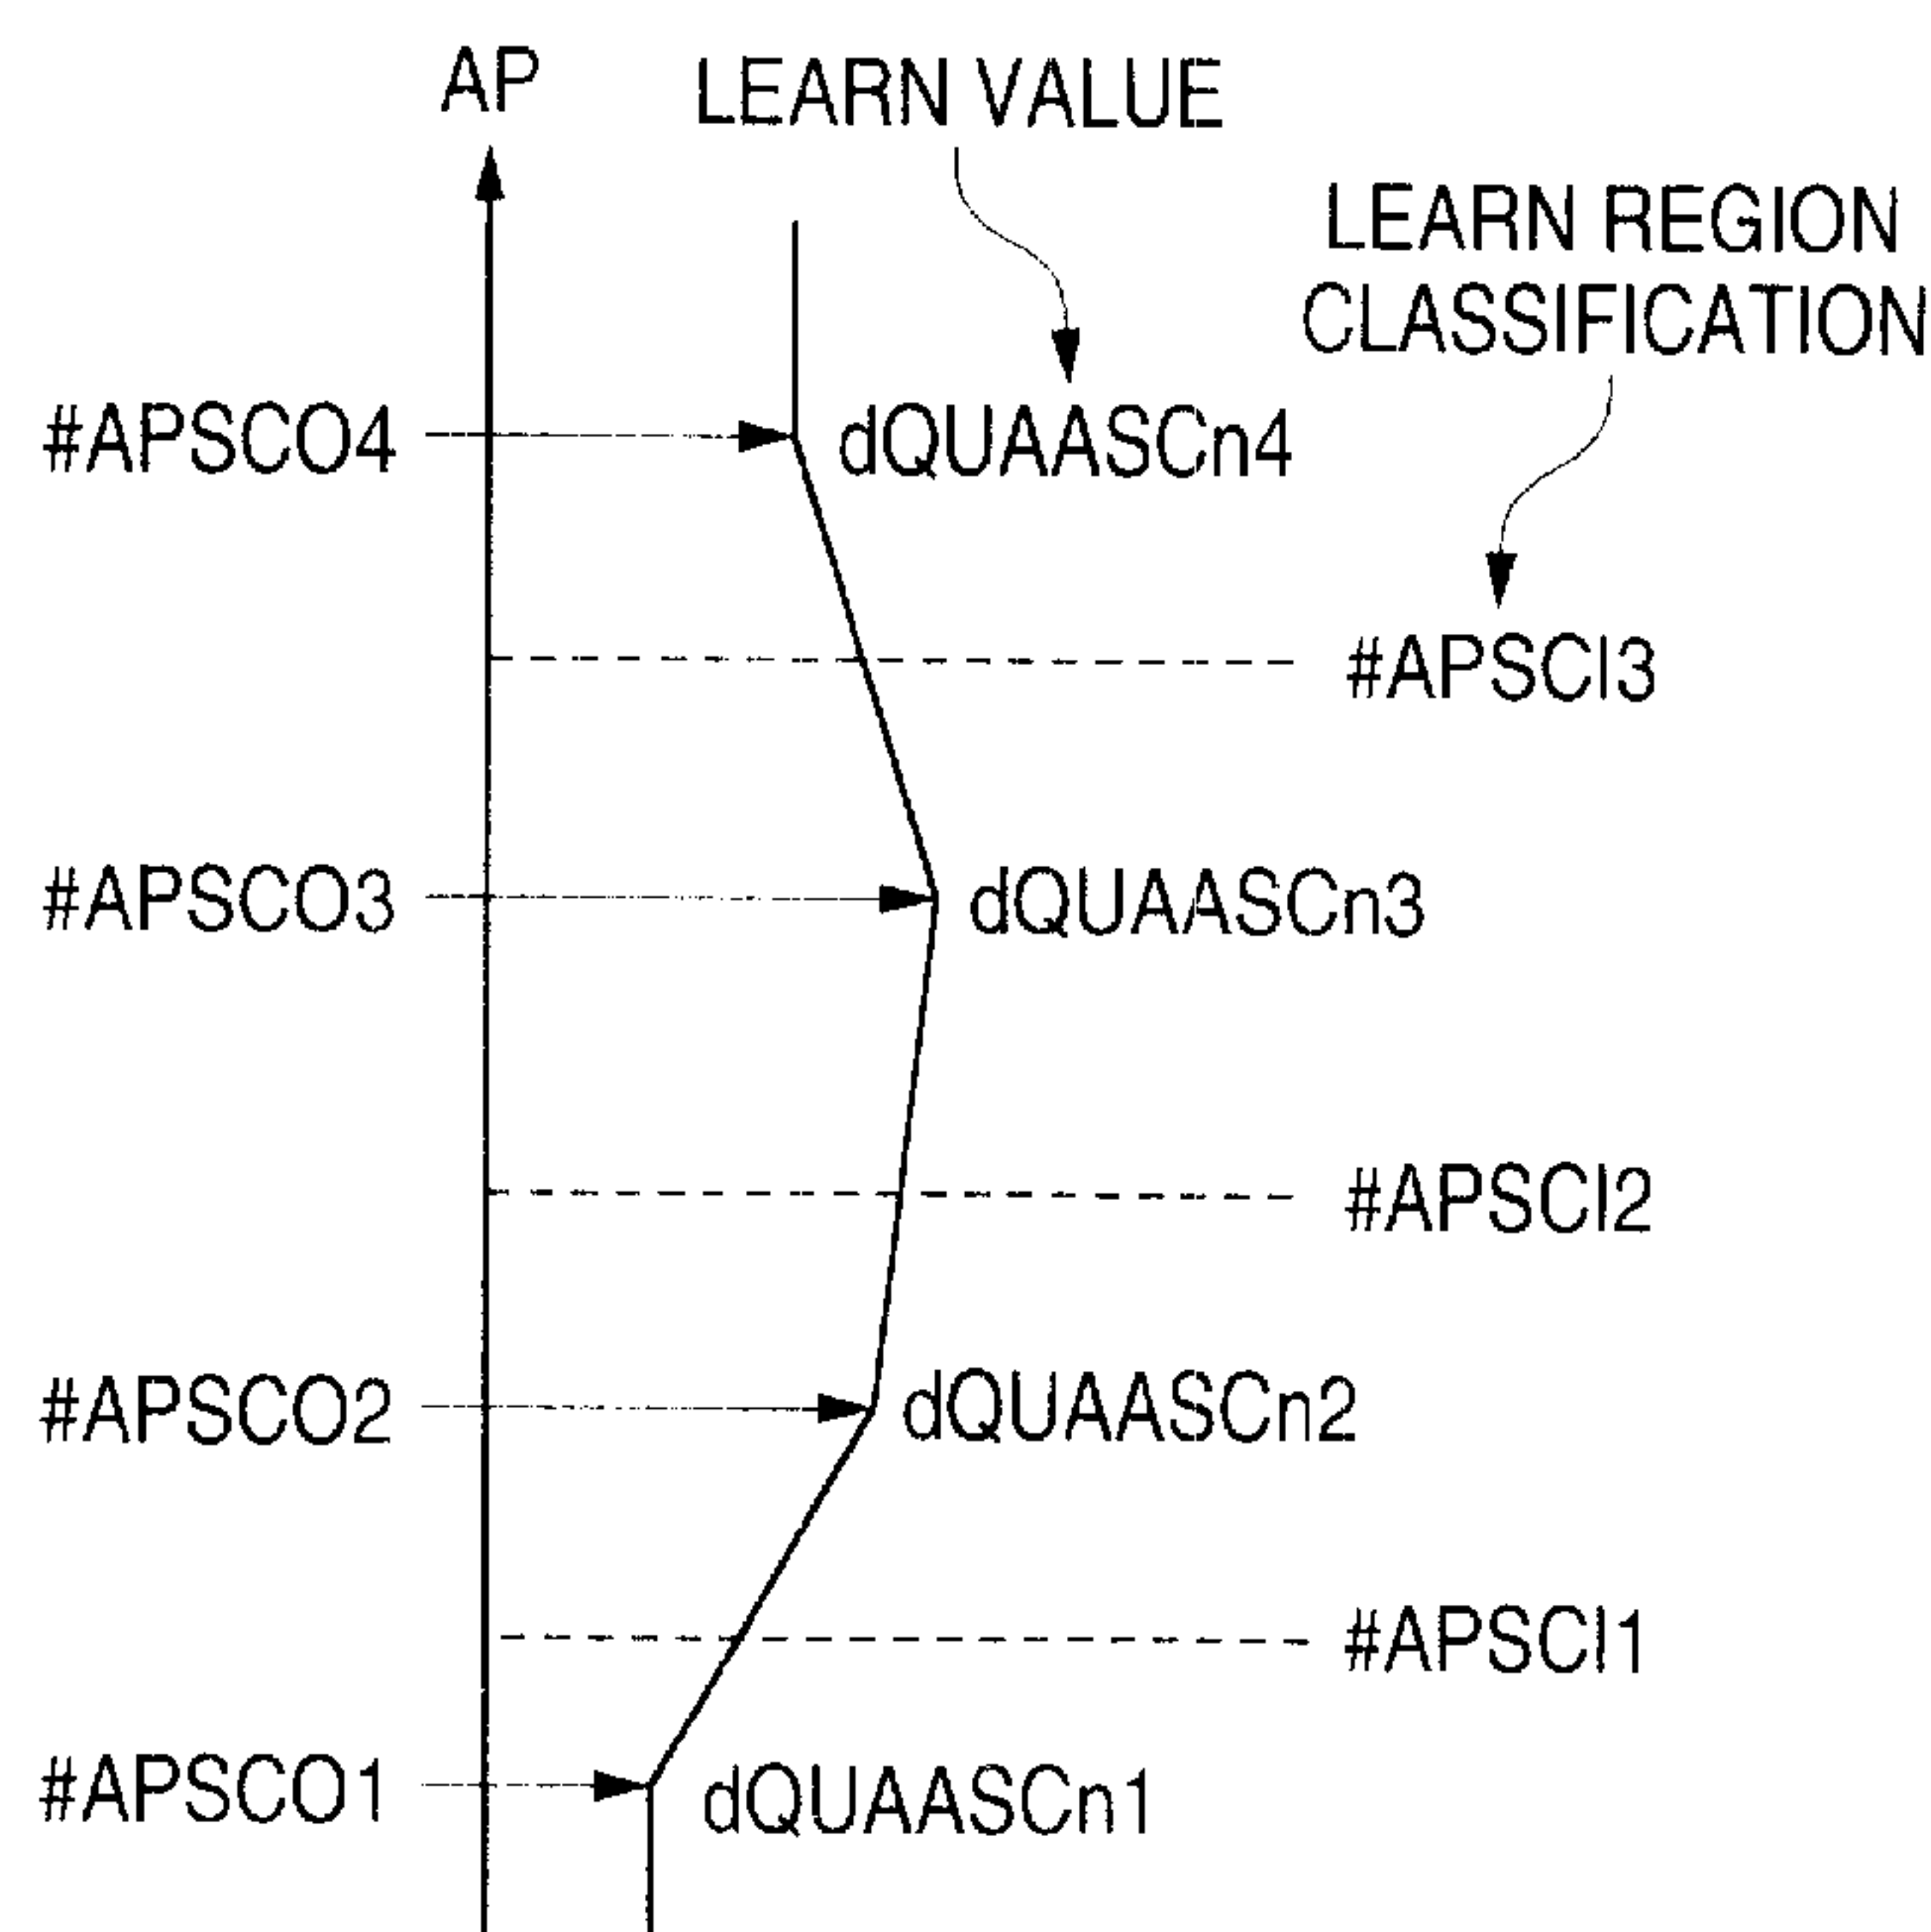 AP
LEARN VALUE
LEARN REGION
CLASSIFICATION
#APSCO4
dQUAASCn4
#APSCI3
#APSCO3
dQUAASCn3
#APSCI2
#APSCO2
dQUAASCn2
#APSCI1
#APSCO1
dQUAASCn1